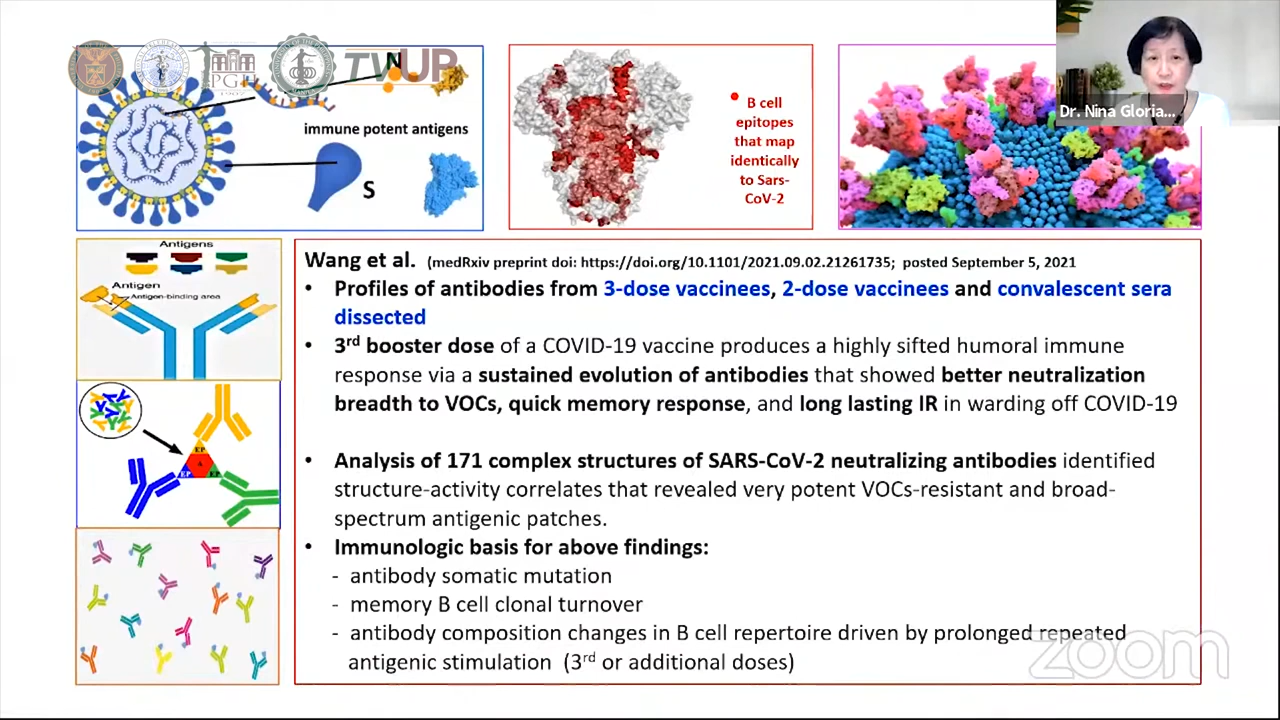 TVUP
PGH
1907
N
immune potent antigens
S
B cell
epitopes
that map
identically
to Sars-
CoV-2
Dr. Nina Gloria...
Antigens
Antigen
Antigen-binding area
EP
EP
A
EP
Wang et al. (medRxiv preprint doi: https://doi.org/10.1101/2021.09.02.21261735; posted September 5, 2021
• Profiles of antibodies from 3-dose vaccinees, 2-dose vaccinees and convalescent sera
dissected
• 3rd booster dose of a COVID-19 vaccine produces a highly sifted humoral immune
response via a sustained evolution of antibodies that showed better neutralization
breadth to VOCs, quick memory response, and long lasting IR in warding off COVID-19
• Analysis of 171 complex structures of SARS-CoV-2 neutralizing antibodies identified
structure-activity correlates that revealed very potent VOCs-resistant and broad-
spectrum antigenic patches.
• Immunologic basis for above findings:
- antibody somatic mutation
- memory B cell clonal turnover
- antibody composition changes in B cell repertoire driven by prolonged repeated
antigenic stimulation (3rd or additional doses)
zoom